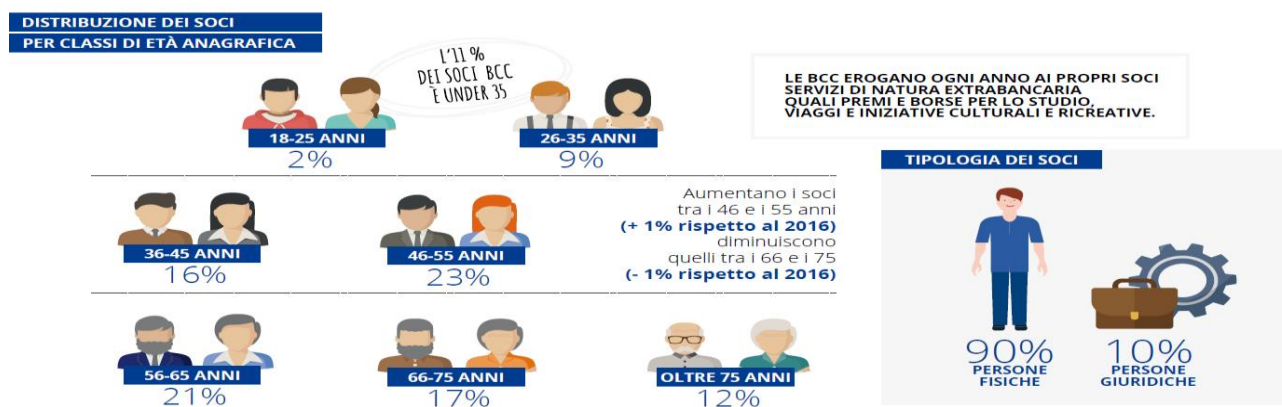 DISTRIBUZIONE DEI SOCI
PER CLASSI DI ETÀ ANAGRAFICA
L'11 %
DEI SOCI BCC
È UNDER 35
18-25 ANNI
2%
26-35 ANNI
9%
LE BCC EROGANO OGNI ANNO AI PROPRI SOCI
SERVIZI DI NATURA EXTRABANCARIA
QUALI PREMI E BORSE PER LO STUDIO,
VIAGGI E INIZIATIVE CULTURALI E RICREATIVE.
36-45 ANNI
16%
46-55 ANNI
23%
Aumentano i soci
tra i 46 e i 55 anni
(+ 1% rispetto al 2016)
diminuiscono
quelli tra i 66 e i 75
(- 1% rispetto al 2016)
56-65 ANNI
21%
66-75 ANNI
17%
OLTRE 75 ANNI
12%
TIPOLOGIA DEI SOCI
90%
PERSONE
FISICHE
10%
PERSONE
GIURIDICHE